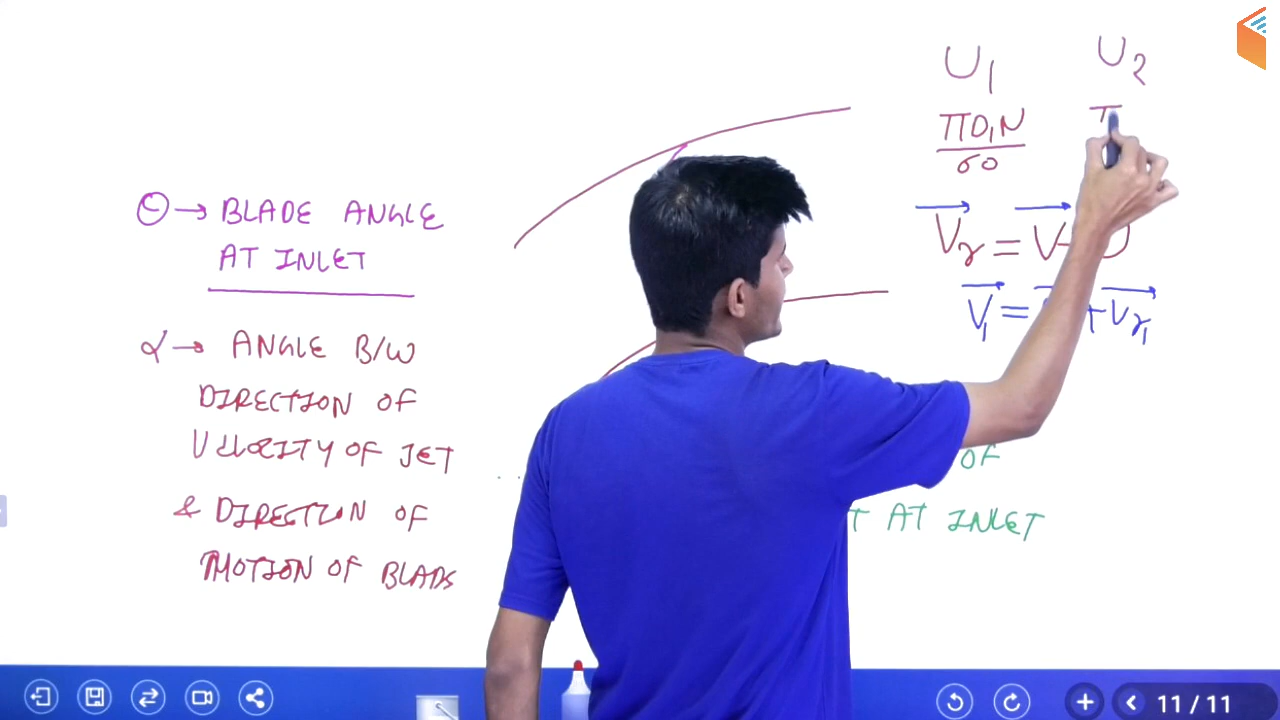 Θ → BLADE ANGLE
AT INLET
α → ANGLE B/W
DIRECTION OF
VELOCITY OF JET
& DIRECTION OF
MOTION OF BLADE
U₁ U₂
πD₁N
60
Vr = V -
V₁ = + Vr₁
OF
T AT INLET
11 / 11